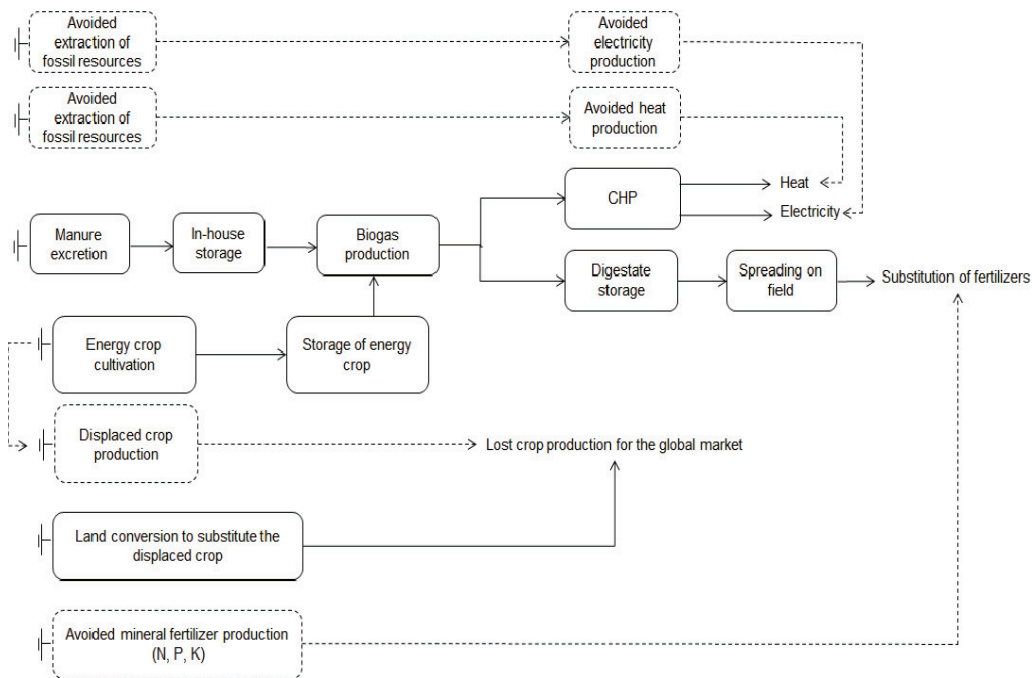 Avoided
extraction of
fossil resources
Avoided
electricity
production
Avoided
extraction of
fossil resources
Avoided heat
production
CHP
Heat
Electricity
Manure
excretion
In-house
storage
Biogas
production
Digestate
storage
Spreading on
field
Substitution of fertilizers
Energy crop
cultivation
Storage of energy
crop
Displaced crop
production
Lost crop production for the global market
Land conversion to substitute the
displaced crop
Avoided mineral fertilizer production
(N, P, K)